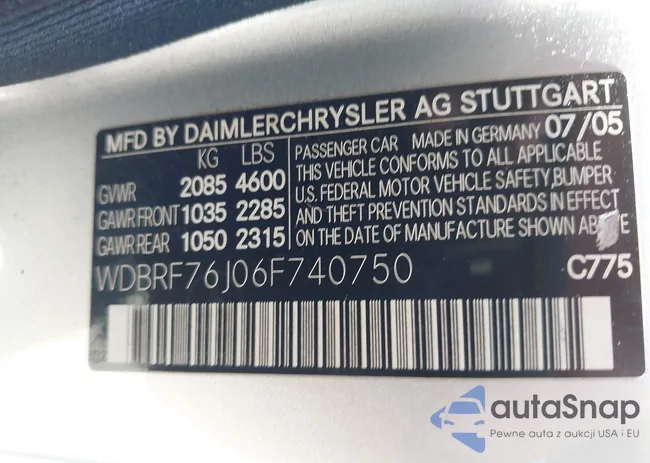 MFD BY DAIMLERCHRYSLER AG STUTTGART
KG LBS
GVWR 2085 4600
GAWR FRONT 1035 2285
GAWR REAR 1050 2315
PASSENGER CAR MADE IN GERMANY 07/05
THIS VEHICLE CONFORMS TO ALL APPLICABLE
U.S. FEDERAL MOTOR VEHICLE SAFETY, BUMPER
AND THEFT PREVENTION STANDARDS IN EFFECT
ON THE DATE OF MANUFACTURE SHOWN ABOVE
WDBRF76J06F740750 C775
autaSnap
Pewne auta z aukcji USA i EU